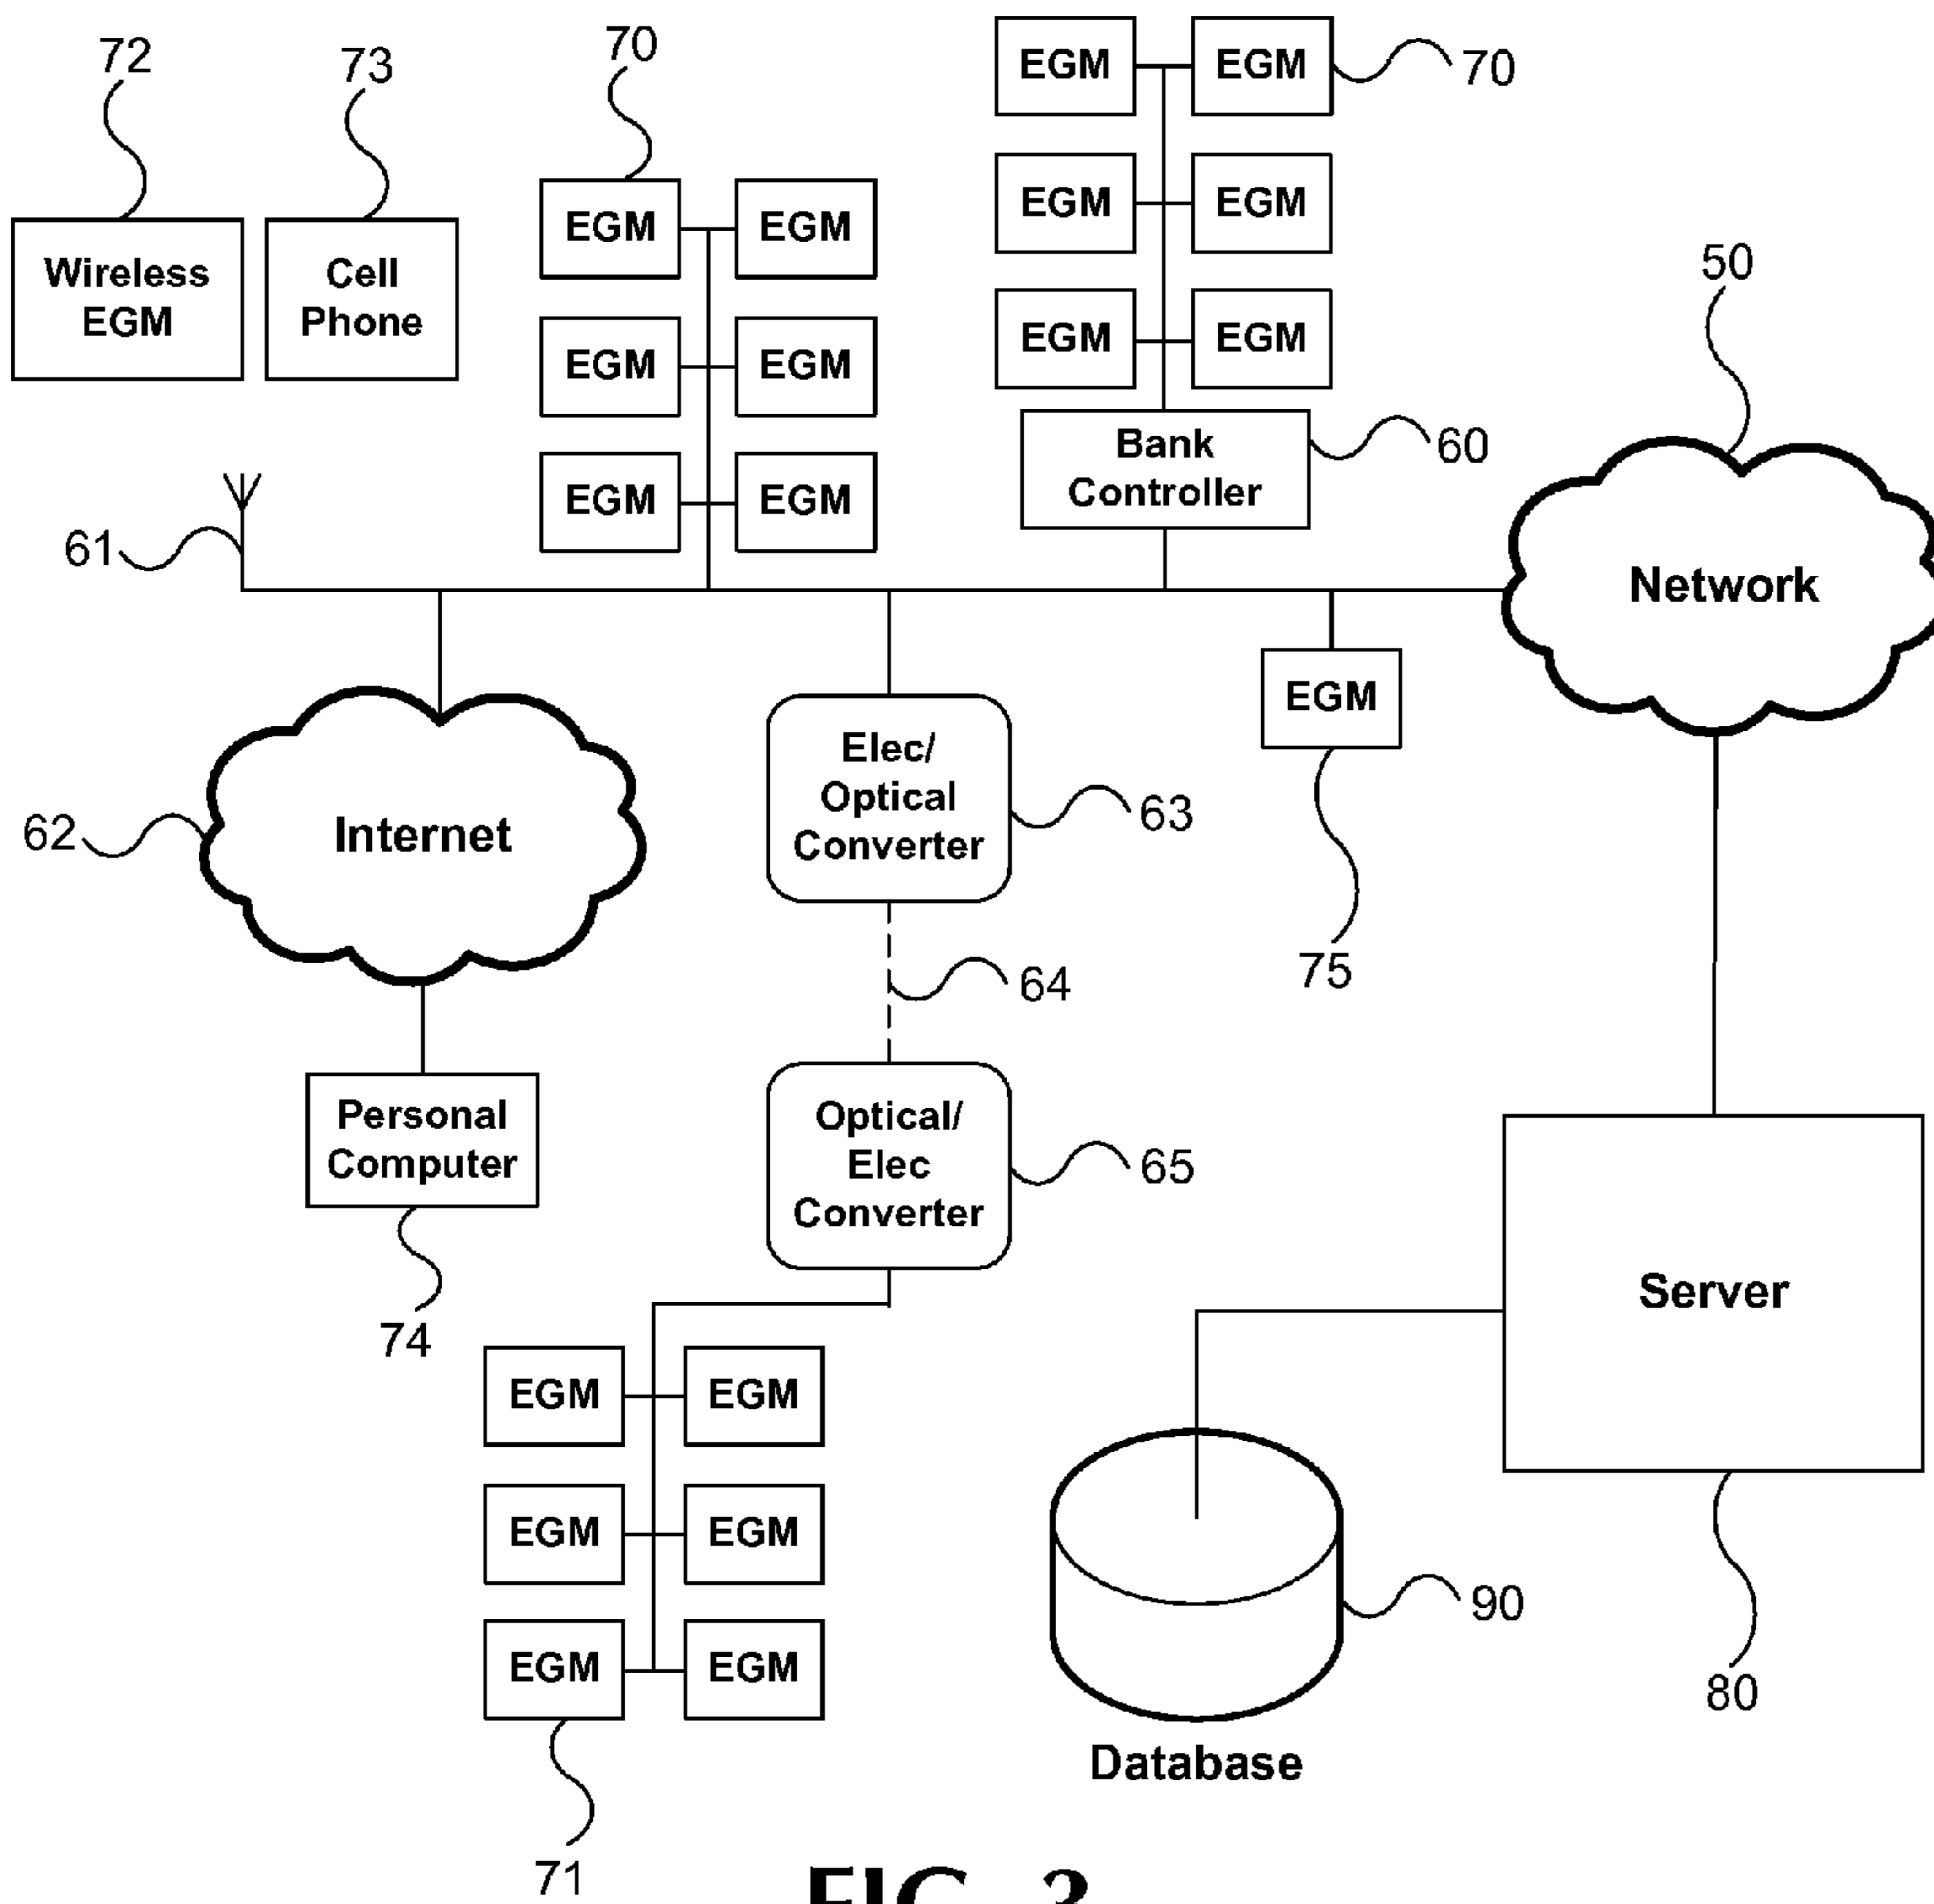 72
73
70
EGM EGM
70
Wireless
EGM
Cell
Phone
EGM EGM
EGM EGM
EGM EGM
EGM EGM
EGM EGM
50
Bank
Controller
60
61
Network
EGM
75
Elec/
Optical
Converter
63
62
Internet
64
Personal
Computer
74
Optical/
Elec
Converter
65
Server
80
EGM EGM
EGM EGM
EGM EGM
71
90
Database
FIG. 3